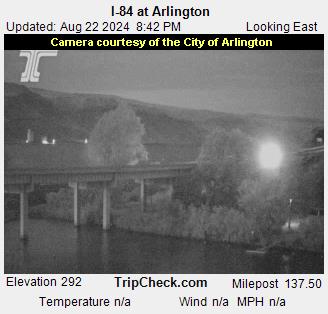 I-84 at Arlington
Updated: Aug 22 2024 8:42 PM Looking East
Camera courtesy of the City of Arlington
Elevation 292 TripCheck.com Milepost 137.50
Temperature n/a Wind n/a MPH n/a